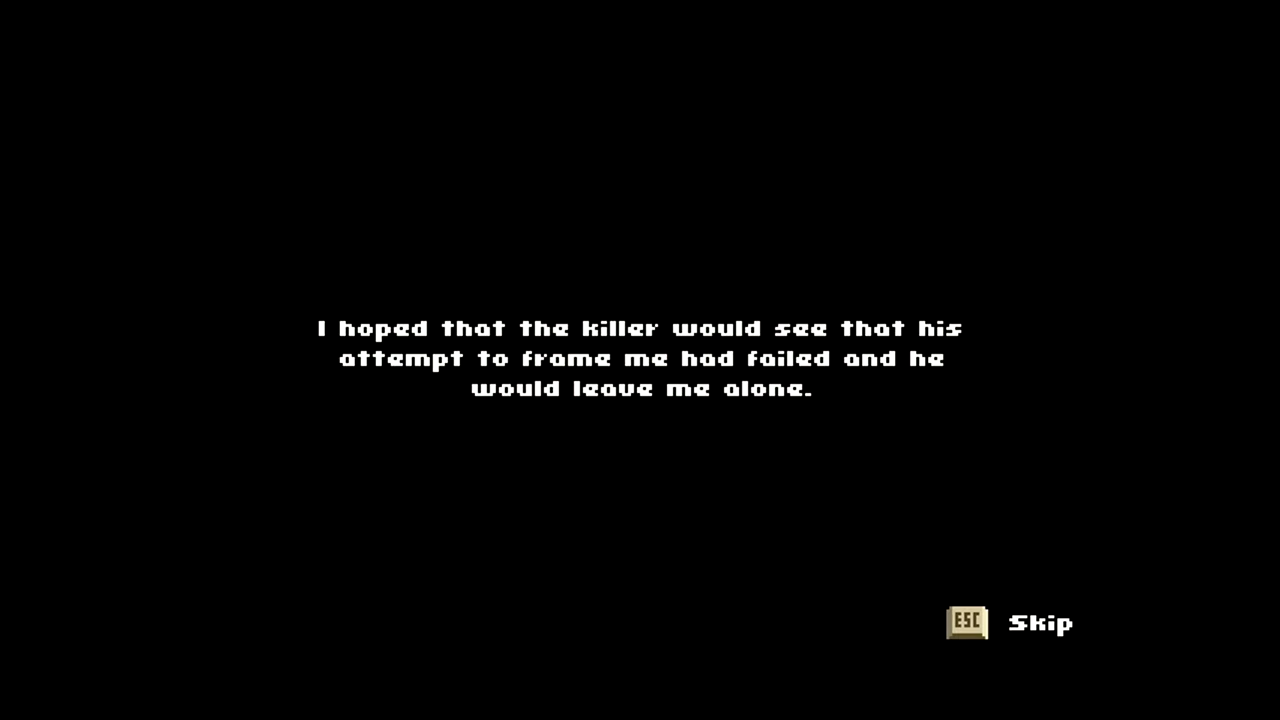 I hoped that the killer would see that his
attempt to frame me had failed and he
would leave me alone.
ESC Skip